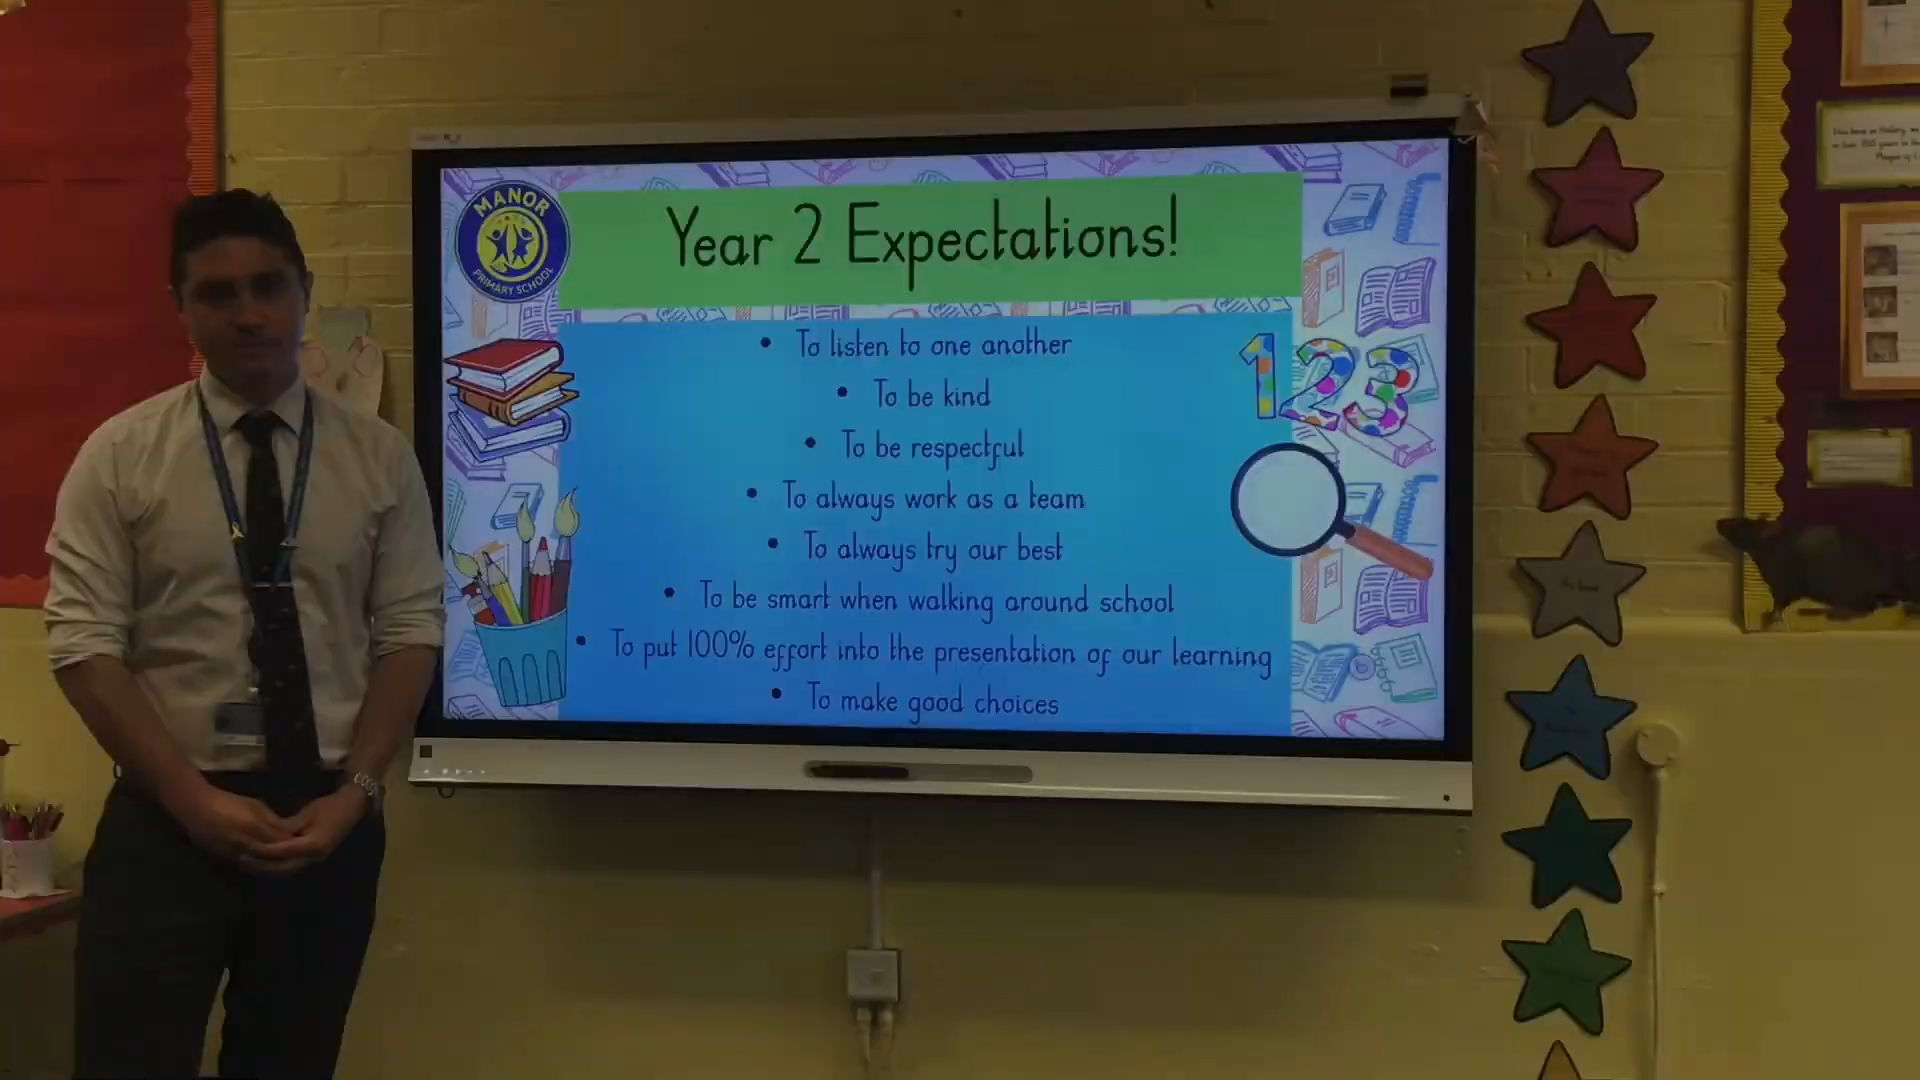 MANOR
PRIMARY SCHOOL
Year 2 Expectations!
• To listen to one another
• To be kind
• To be respectful
• To always work as a team
• To always try our best
• To be smart when walking around school
• To put 100% effort into the presentation of our learning
• To make good choices
123